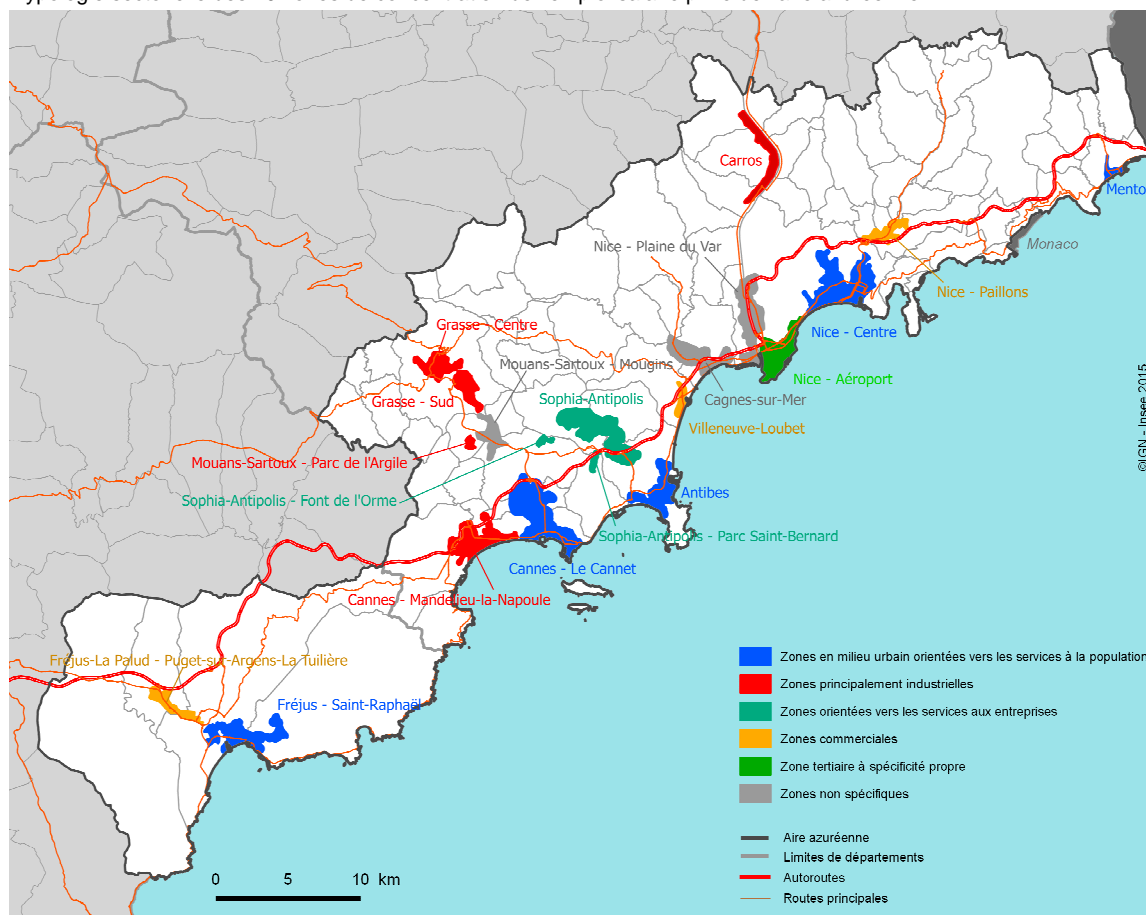 Carros
Mento
Nice - Plaine du Var
Monaco
Nice - Paillons
Grasse - Centre
Nice - Centre
Mouans-Sartoux - Mougins
Nice - Aéroport
Grasse - Sud
Sophia-Antipolis
Cagnes-sur-Mer
Villeneuve-Loubet
Mouans-Sartoux - Parc de l'Argile
Sophia-Antipolis - Font de l'Orme
Antibes
Sophia-Antipolis - Parc Saint-Bernard
Cannes - Le Cannet
Cannes - Mandelieu-la-Napoule
Fréjus-La Palud - Puget-sur-Argens-La Tuilière
Fréjus - Saint-Raphaël
©IGN - Insee 2015
Zones en milieu urbain orientées vers les services à la population
Zones principalement industrielles
Zones orientées vers les services aux entreprises
Zones commerciales
Zone tertiaire à spécificité propre
Zones non spécifiques
Aire azuréenne
Limites de départements
Autoroutes
Routes principales
0 5 10 km